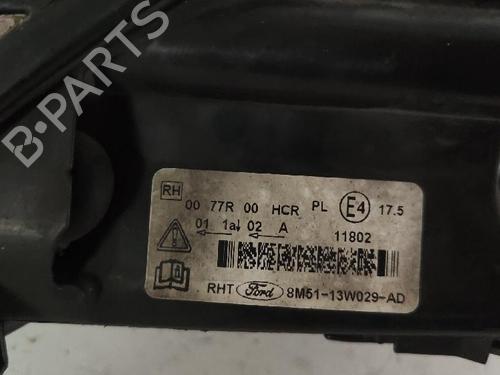 RH
00 77R 00 HCR PL E4 17.5
01 1a 02 A 11802
RHT Ford 8M51-13W029-AD
B-PARTS